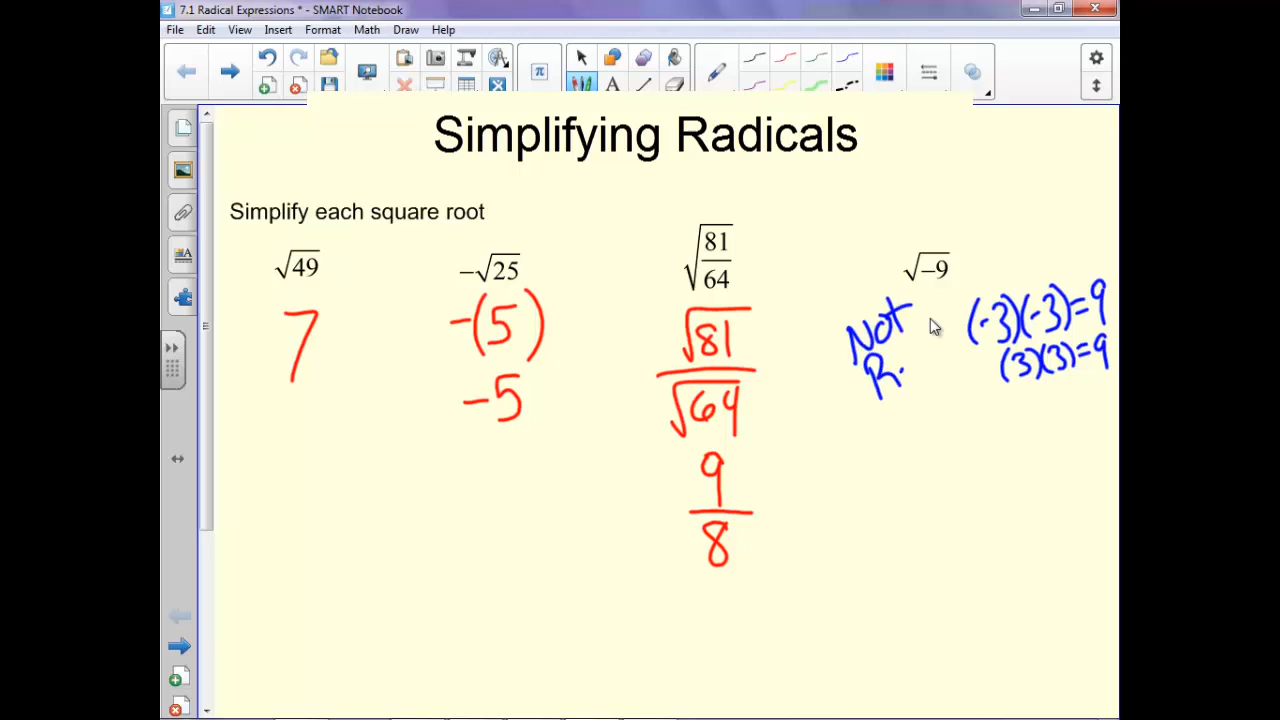 7.1 Radical Expressions * - SMART Notebook
File Edit View Insert Format Math Draw Help
π
A
Simplifying Radicals
Simplify each square root
√49
-√25
√(81/64)
√-9
7
-(5)
-5
√81
√64
9
8
Not
R.
(-3)(-3)=9
(3)(3)=9